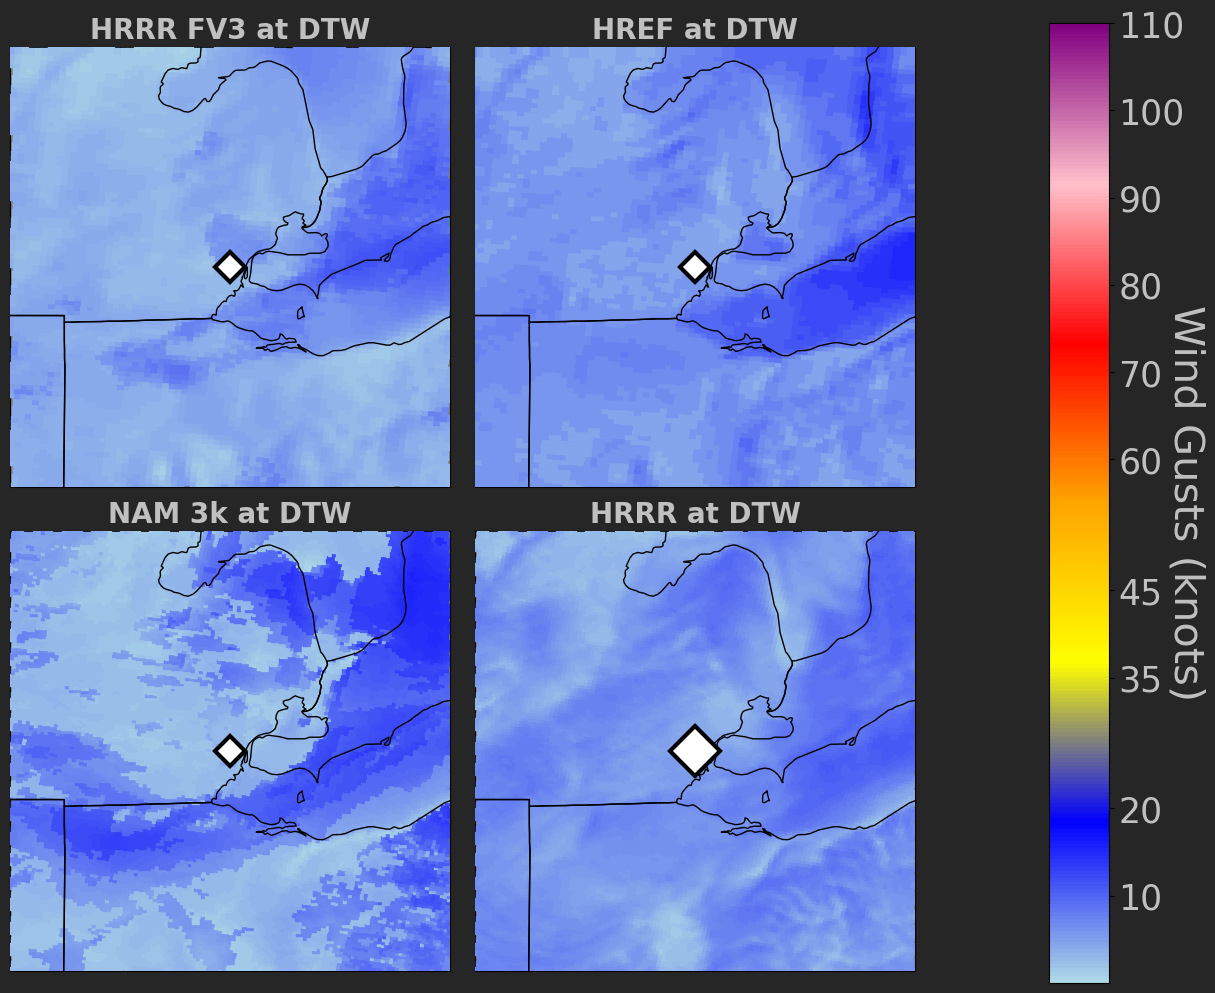 HRRR FV3 at DTW
HREF at DTW
NAM 3k at DTW
HRRR at DTW
110
100
90
80
70
60
45
35
20
10
Wind Gusts (knots)